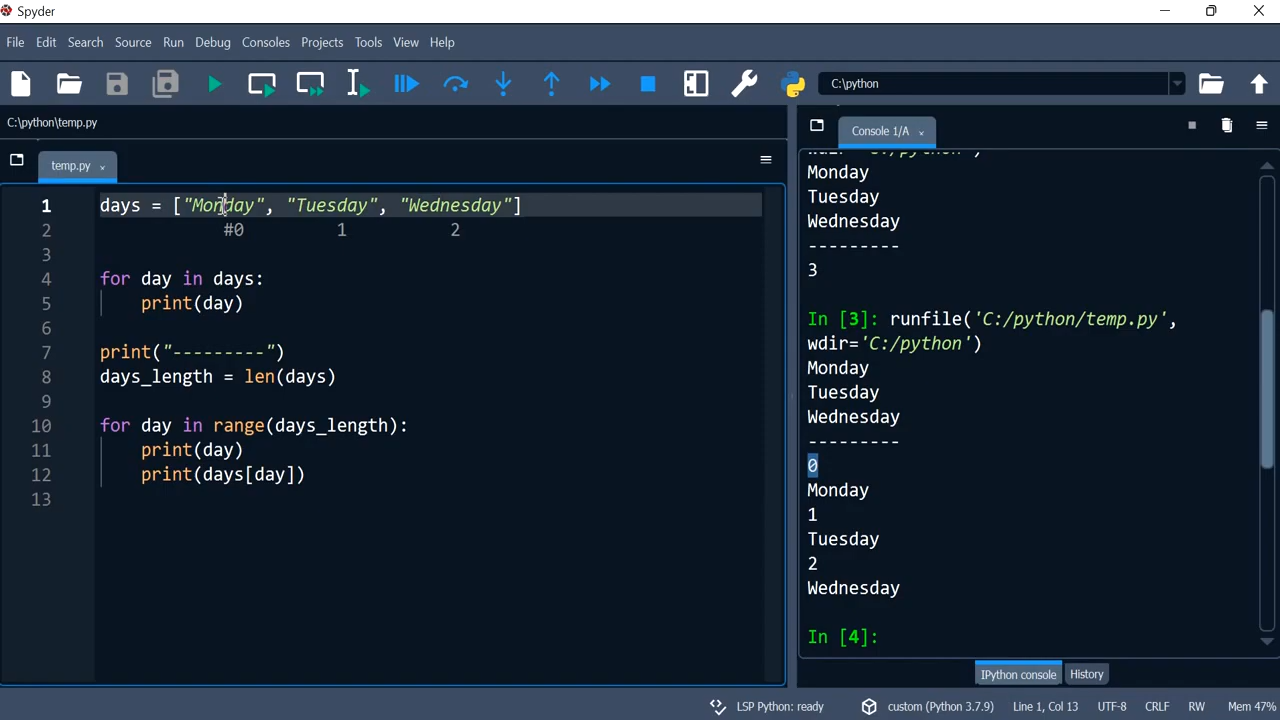 Spyder
File Edit Search Source Run Debug Consoles Projects Tools View Help
C:\python
C:\python\temp.py
temp.py
1 days = ["Monday", "Tuesday", "Wednesday"]
2 #0 1 2
3
4 for day in days:
5 print(day)
6
7 print("---------")
8 days_length = len(days)
9
10 for day in range(days_length):
11 print(day)
12 print(days[day])
13
Console 1/A
wdir='C:/python')
Monday
Tuesday
Wednesday
---------
3
In [3]: runfile('C:/python/temp.py',
wdir='C:/python')
Monday
Tuesday
Wednesday
---------
0
Monday
1
Tuesday
2
Wednesday
In [4]:
IPython console History
LSP Python: ready custom (Python 3.7.9) Line 1, Col 13 UTF-8 CRLF RW Mem 47%